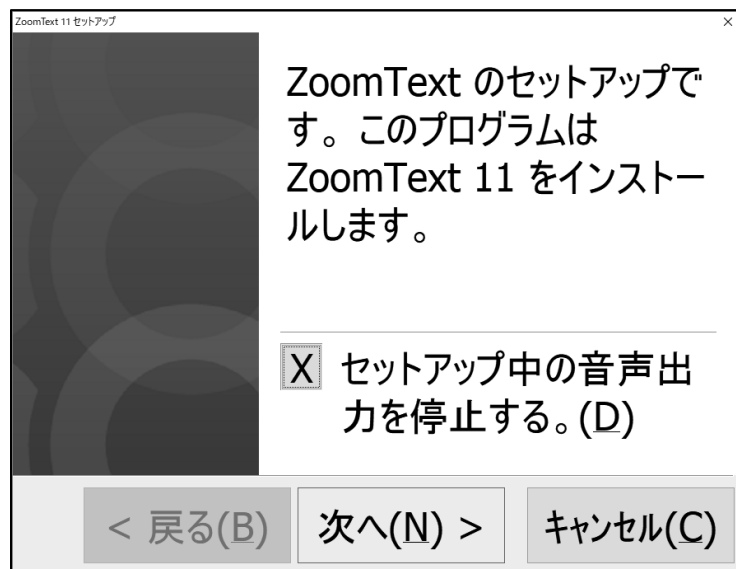 ZoomText 11 セットアップ
ZoomText のセットアップで
す。このプログラムは
ZoomText 11 をインストー
ルします。
X セットアップ中の音声出
力を停止する。(D)
< 戻る(B) 次へ(N) > キャンセル(C)